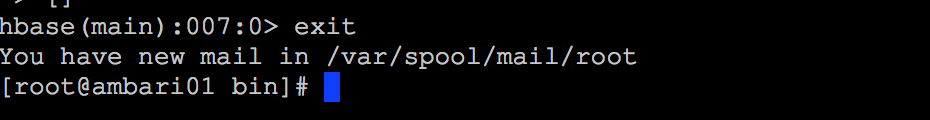 hbase(main):007:0> exit
You have new mail in /var/spool/mail/root
[root@ambari01 bin]#